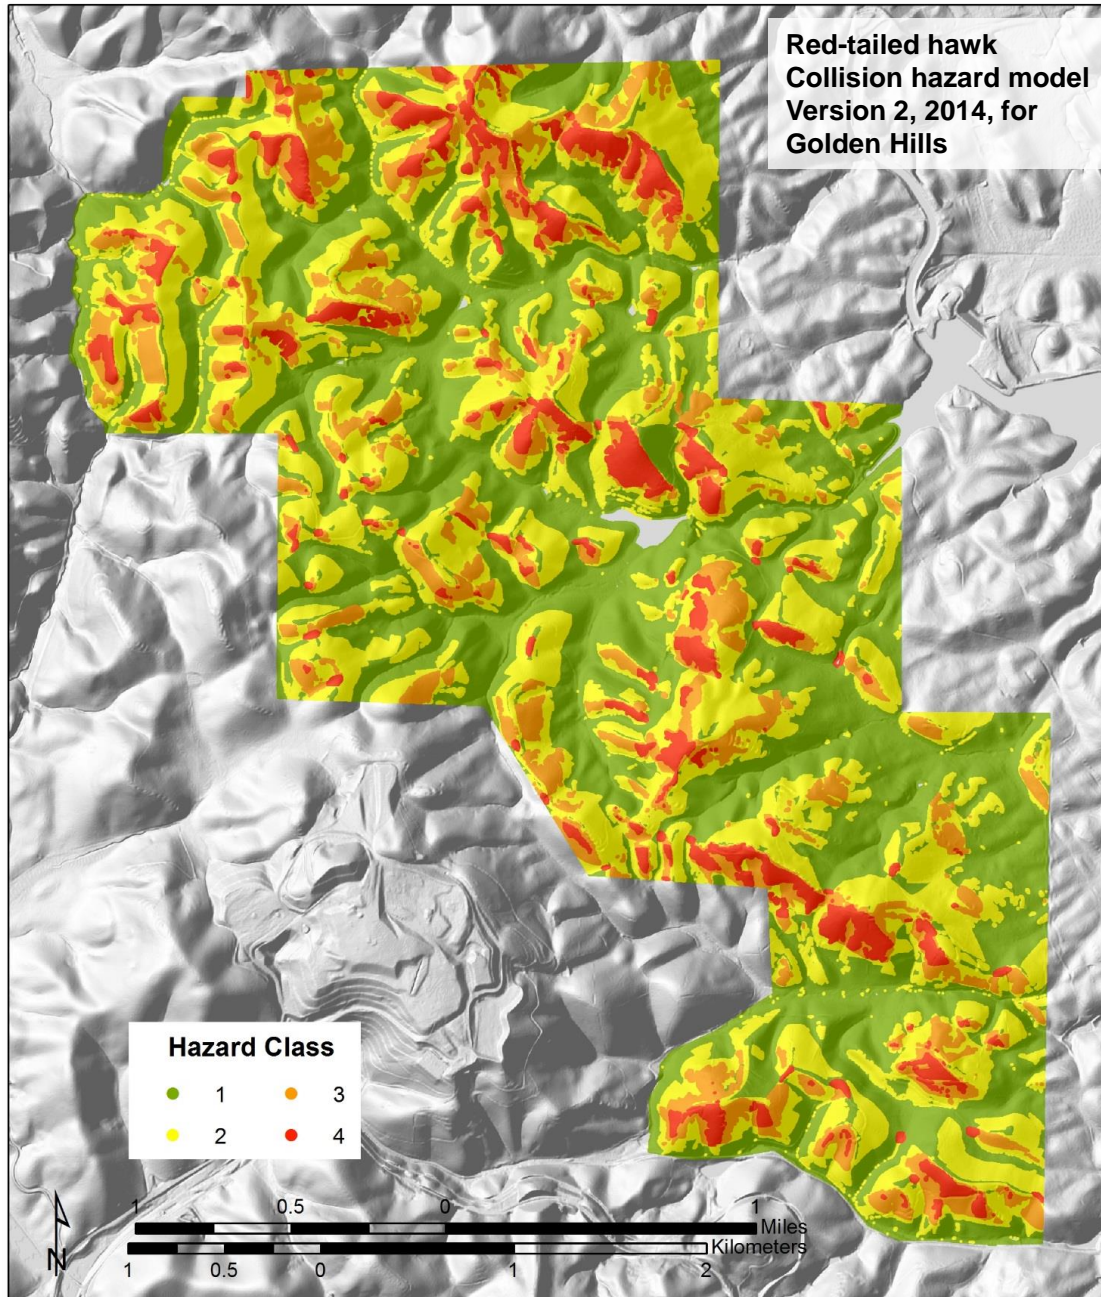 Red-tailed hawk
Collision hazard model
Version 2, 2014, for
Golden Hills
Hazard Class
1 3
2 4
1 0.5 0 1
Miles
Kilometers
1 0.5 0 1 2
N